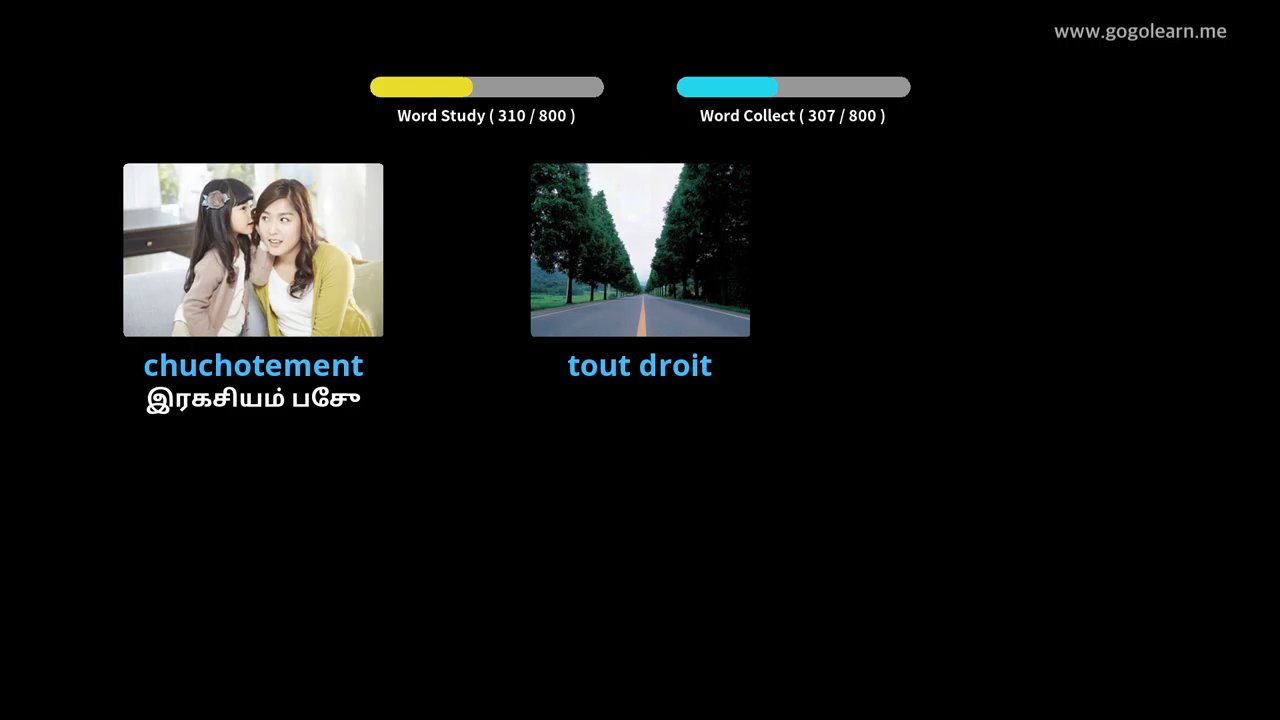 www.gogolearn.me
Word Study ( 310 / 800 )
Word Collect ( 307 / 800 )
chuchotement
இரகசியம் பசேு
tout droit